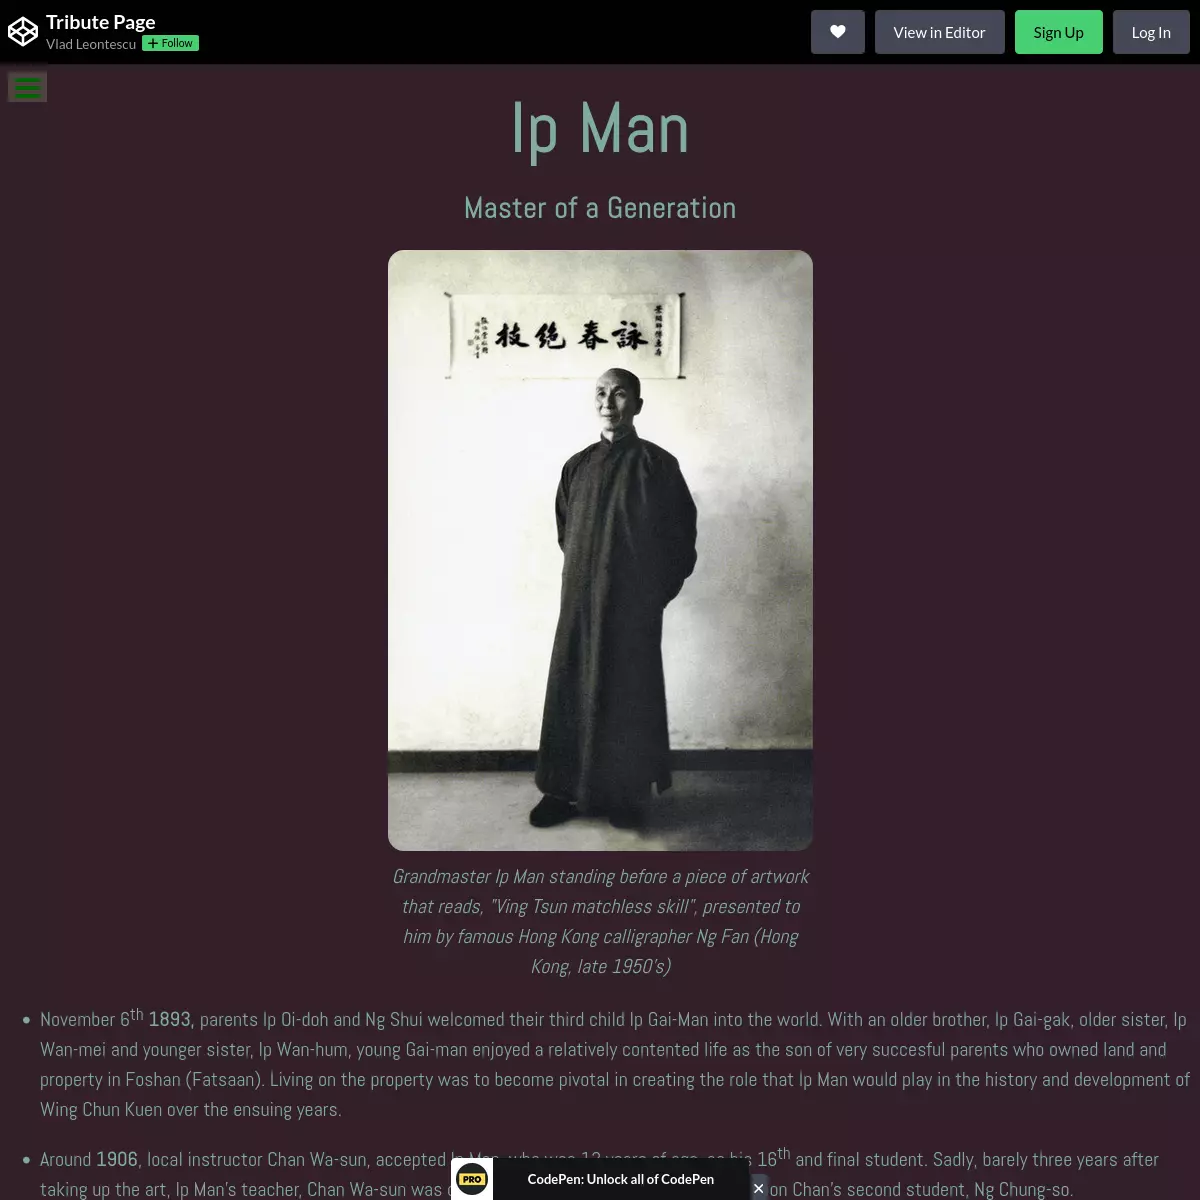 Tribute Page
Vlad Leontescu
+ Follow
View in Editor
Sign Up
Log In
Ip Man
Master of a Generation
技絶春詠
Grandmaster Ip Man standing before a piece of artwork
that reads, "Ving Tsun matchless skill", presented to
him by famous Hong Kong calligrapher Ng Fan (Hong
Kong, late 1950's)
• November 6th 1893, parents Ip Oi-doh and Ng Shui welcomed their third child Ip Gai-Man into the world. With an older brother, Ip Gai-gak, older sister, Ip
Wan-mei and younger sister, Ip Wan-hum, young Gai-man enjoyed a relatively contented life as the son of very succesful parents who owned land and
property in Foshan (Fatsaan). Living on the property was to become pivotal in creating the role that Ip Man would play in the history and development of
Wing Chun Kuen over the ensuing years.
• Around 1906, local instructor Chan Wa-sun, accepted Ip Man, who was 13 years of age, as his 16th and final student. Sadly, barely three years after
taking up the art, Ip Man's teacher, Chan Wa-sun was on Chan's second student, Ng Chung-so.
PRO
CodePen: Unlock all of CodePen
×